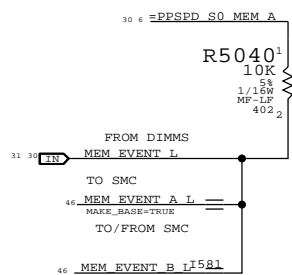 30 6 =PPSPD_S0_MEM_A
R5040 1
10K
5%
1/16W
MF-LF
402 2
FROM DIMMS
31 30 IN MEM_EVENT_L
TO SMC
46 MEM_EVENT_A_L
MAKE_BASE=TRUE
TO/FROM SMC
46 MEM_EVENT_B_L I581